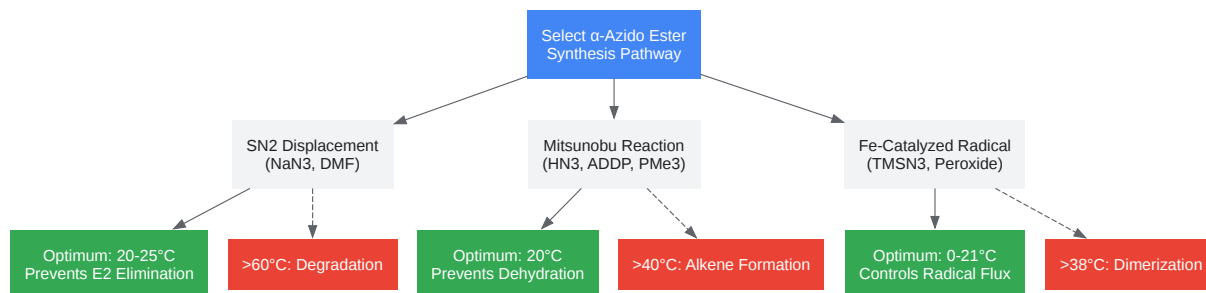 Select α-Azido Ester
Synthesis Pathway
SN2 Displacement
(NaN3, DMF)
Mitsunobu Reaction
(HN3, ADDP, PMe3)
Fe-Catalyzed Radical
(TMSN3, Peroxide)
Optimum: 20-25°C
Prevents E2 Elimination
>60°C: Degradation
Optimum: 20°C
Prevents Dehydration
>40°C: Alkene Formation
Optimum: 0-21°C
Controls Radical Flux
>38°C: Dimerization